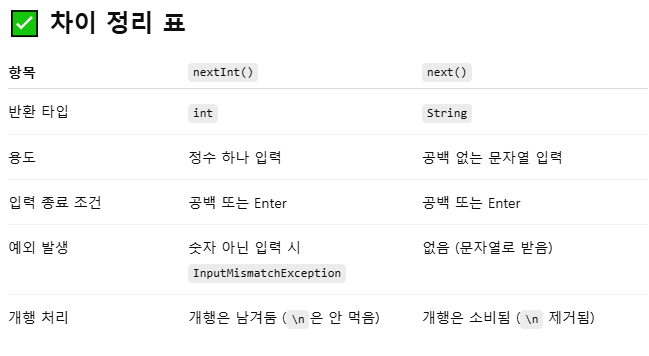 ✅ 차이 정리 표
항목 nextInt() next()
반환 타입 int String
용도 정수 하나 입력 공백 없는 문자열 입력
입력 종료 조건 공백 또는 Enter 공백 또는 Enter
예외 발생 숫자 아닌 입력 시 없음 (문자열로 받음)
InputMismatchException
개행 처리 개행은 남겨둠 (\n은 안 먹음) 개행은 소비됨 (\n 제거됨)